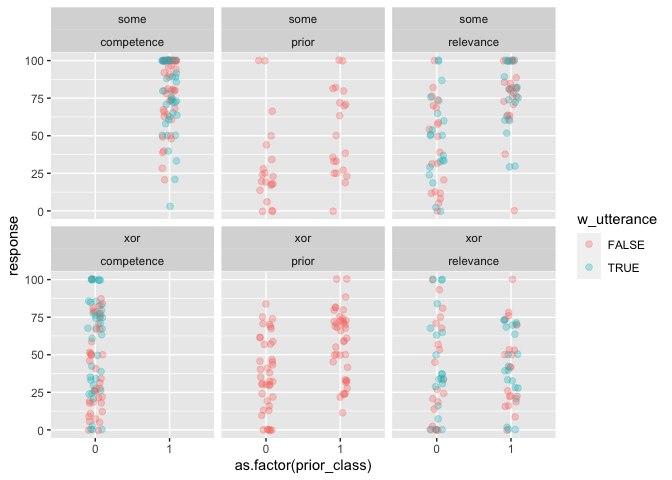 some some some
competence prior relevance
100
75
50
25
0
xor xor xor
competence prior relevance
100
75
50
25
0
0 1 0 1 0 1
as.factor(prior_class)
response
w_utterance
FALSE
TRUE